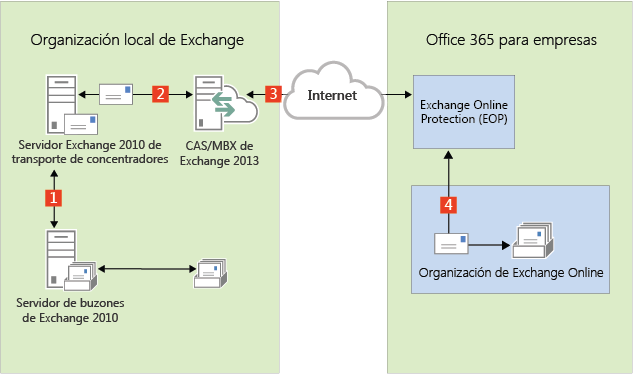 Organización local de Exchange
Office 365 para empresas
2
3
Internet
Exchange Online
Protection (EOP)
Servidor Exchange 2010 de
transporte de concentradores
CAS/MBX de
Exchange 2013
1
4
Organización de Exchange Online
Servidor de buzones
de Exchange 2010